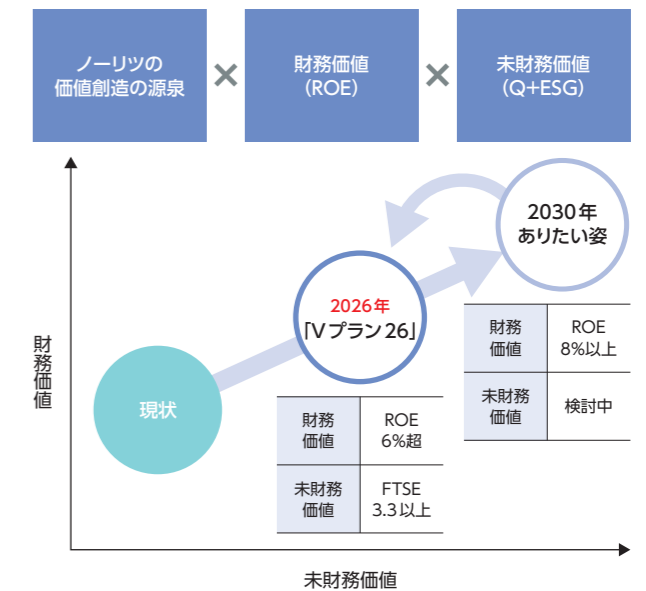 ノーリツの
価値創造の源泉
×
財務価値
(ROE)
×
未財務価値
(Q+ESG)
2030年
ありたい姿
2026年
「Vプラン26」
現状
財務
価値
ROE
8%以上
未財務
価値
検討中
財務
価値
ROE
6%超
未財務
価値
FTSE
3.3以上
財務価値
未財務価値